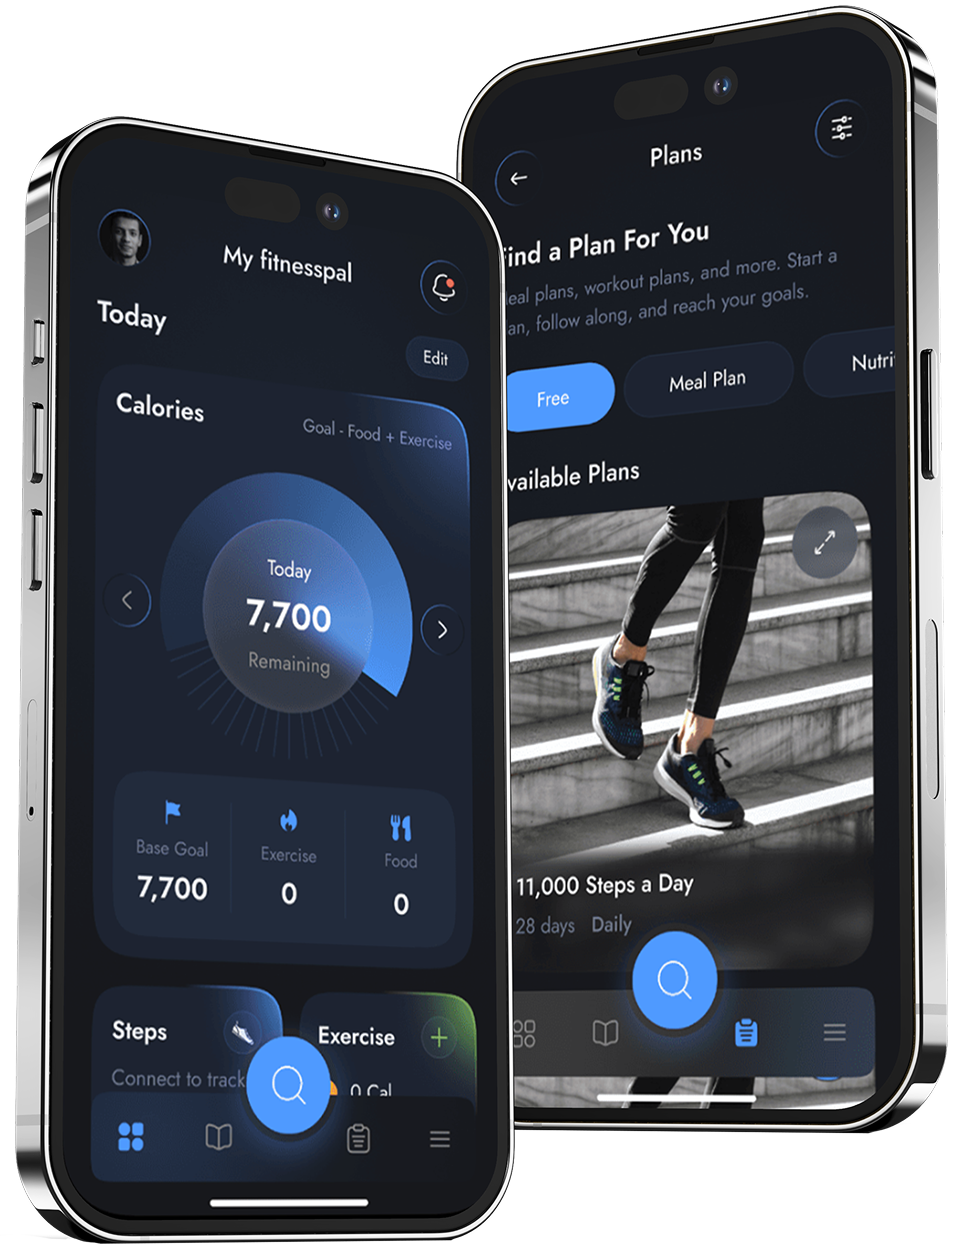 My fitnesspal
Today
Edit
Calories
Goal - Food + Exercise
Today
7,700
Remaining
Base Goal
7,700
Exercise
0
Food
0
Steps
Connect to track
Exercise
0 Cal
Plans
Find a Plan For You
eal plans, workout plans, and more. Start a
an, follow along, and reach your goals.
Free
Meal Plan
Nutri
vailable Plans
11,000 Steps a Day
28 days Daily